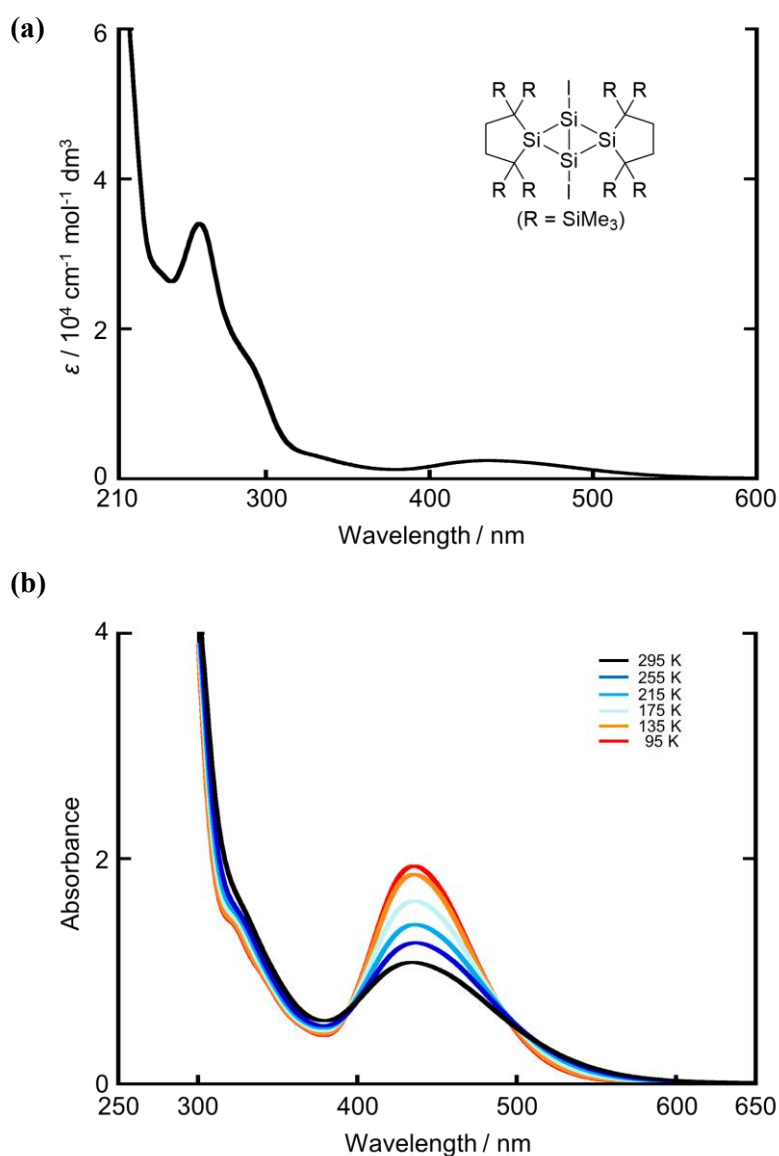 (a)
6
4
2
0
ε / 10⁴ cm⁻¹ mol⁻¹ dm³
R R I R R
Si
Si Si
Si
R R I R R
(R = SiMe₃)
210 300 400 500 600
Wavelength / nm
(b)
4
2
0
Absorbance
295 K
255 K
215 K
175 K
135 K
95 K
250 300 400 500 600 650
Wavelength / nm